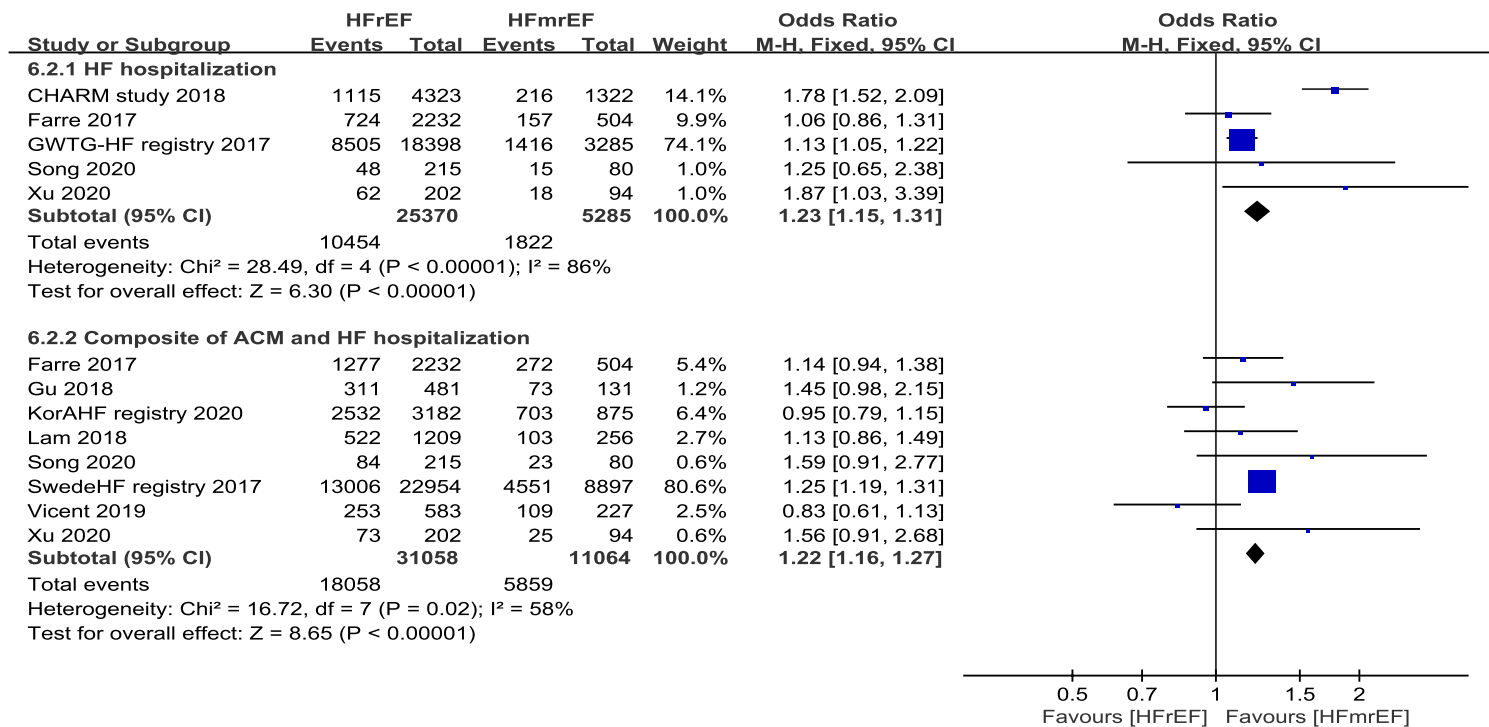 HFrEF HFmrEF Odds Ratio Odds Ratio
Study or Subgroup Events Total Events Total Weight M-H, Fixed, 95% CI M-H, Fixed, 95% CI
6.2.1 HF hospitalization
CHARM study 2018 1115 4323 216 1322 14.1% 1.78 [1.52, 2.09]
Farre 2017 724 2232 157 504 9.9% 1.06 [0.86, 1.31]
GWTG-HF registry 2017 8505 18398 1416 3285 74.1% 1.13 [1.05, 1.22]
Song 2020 48 215 15 80 1.0% 1.25 [0.65, 2.38]
Xu 2020 62 202 18 94 1.0% 1.87 [1.03, 3.39]
Subtotal (95% CI) 25370 5285 100.0% 1.23 [1.15, 1.31]
Total events 10454 1822
Heterogeneity: Chi² = 28.49, df = 4 (P < 0.00001); I² = 86%
Test for overall effect: Z = 6.30 (P < 0.00001)
6.2.2 Composite of ACM and HF hospitalization
Farre 2017 1277 2232 272 504 5.4% 1.14 [0.94, 1.38]
Gu 2018 311 481 73 131 1.2% 1.45 [0.98, 2.15]
KorAHF registry 2020 2532 3182 703 875 6.4% 0.95 [0.79, 1.15]
Lam 2018 522 1209 103 256 2.7% 1.13 [0.86, 1.49]
Song 2020 84 215 23 80 0.6% 1.59 [0.91, 2.77]
SwedeHF registry 2017 13006 22954 4551 8897 80.6% 1.25 [1.19, 1.31]
Vicent 2019 253 583 109 227 2.5% 0.83 [0.61, 1.13]
Xu 2020 73 202 25 94 0.6% 1.56 [0.91, 2.68]
Subtotal (95% CI) 31058 11064 100.0% 1.22 [1.16, 1.27]
Total events 18058 5859
Heterogeneity: Chi² = 16.72, df = 7 (P = 0.02); I² = 58%
Test for overall effect: Z = 8.65 (P < 0.00001)
0.5 0.7 1 1.5 2
Favours [HFrEF] Favours [HFmrEF]